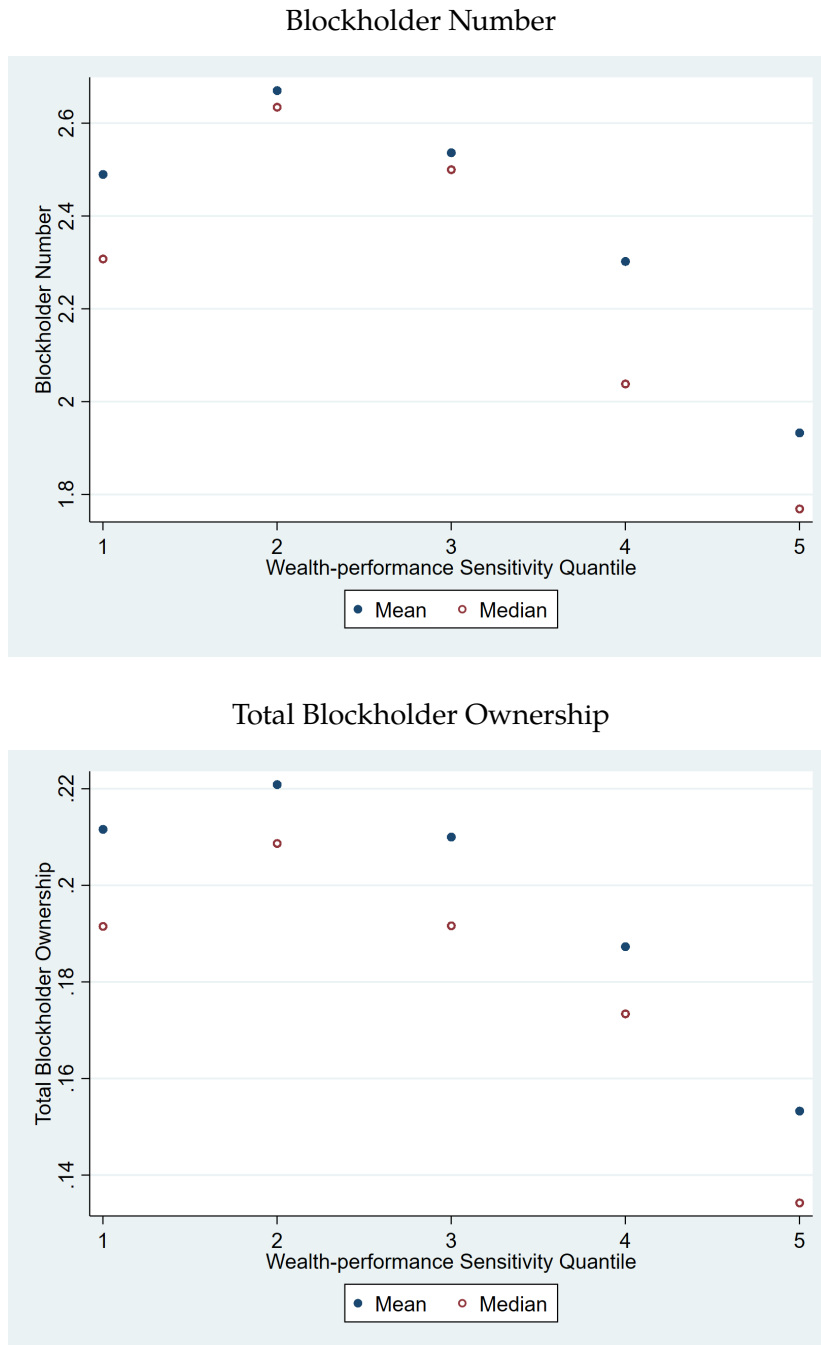 Blockholder Number
2.6
2.4
2.2
2
1.8
Blockholder Number
1 2 3 4 5
Wealth-performance Sensitivity Quantile
Mean Median
Total Blockholder Ownership
.22
.2
.18
.16
.14
Total Blockholder Ownership
1 2 3 4 5
Wealth-performance Sensitivity Quantile
Mean Median